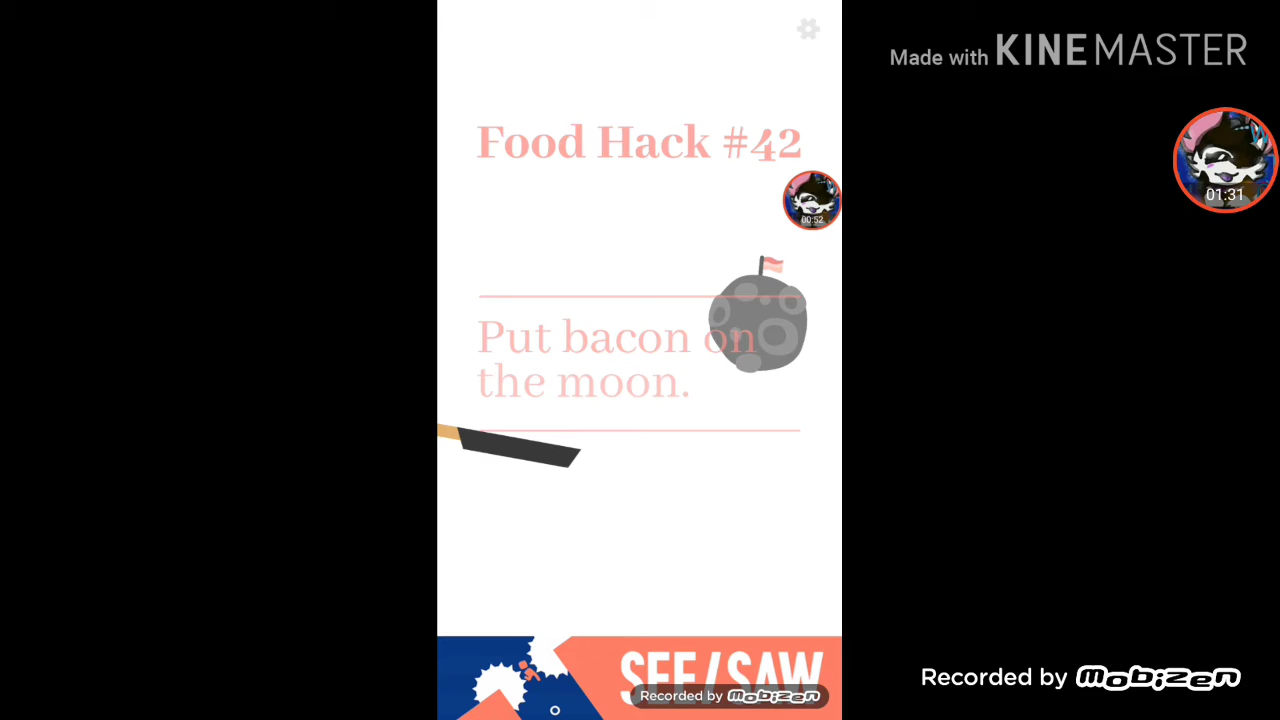 Made with KINEMASTER
Food Hack #42
00:52
01:31
Put bacon on
the moon.
SEE/SAW
Recorded by MOBIZEN
Recorded by MOBIZEN